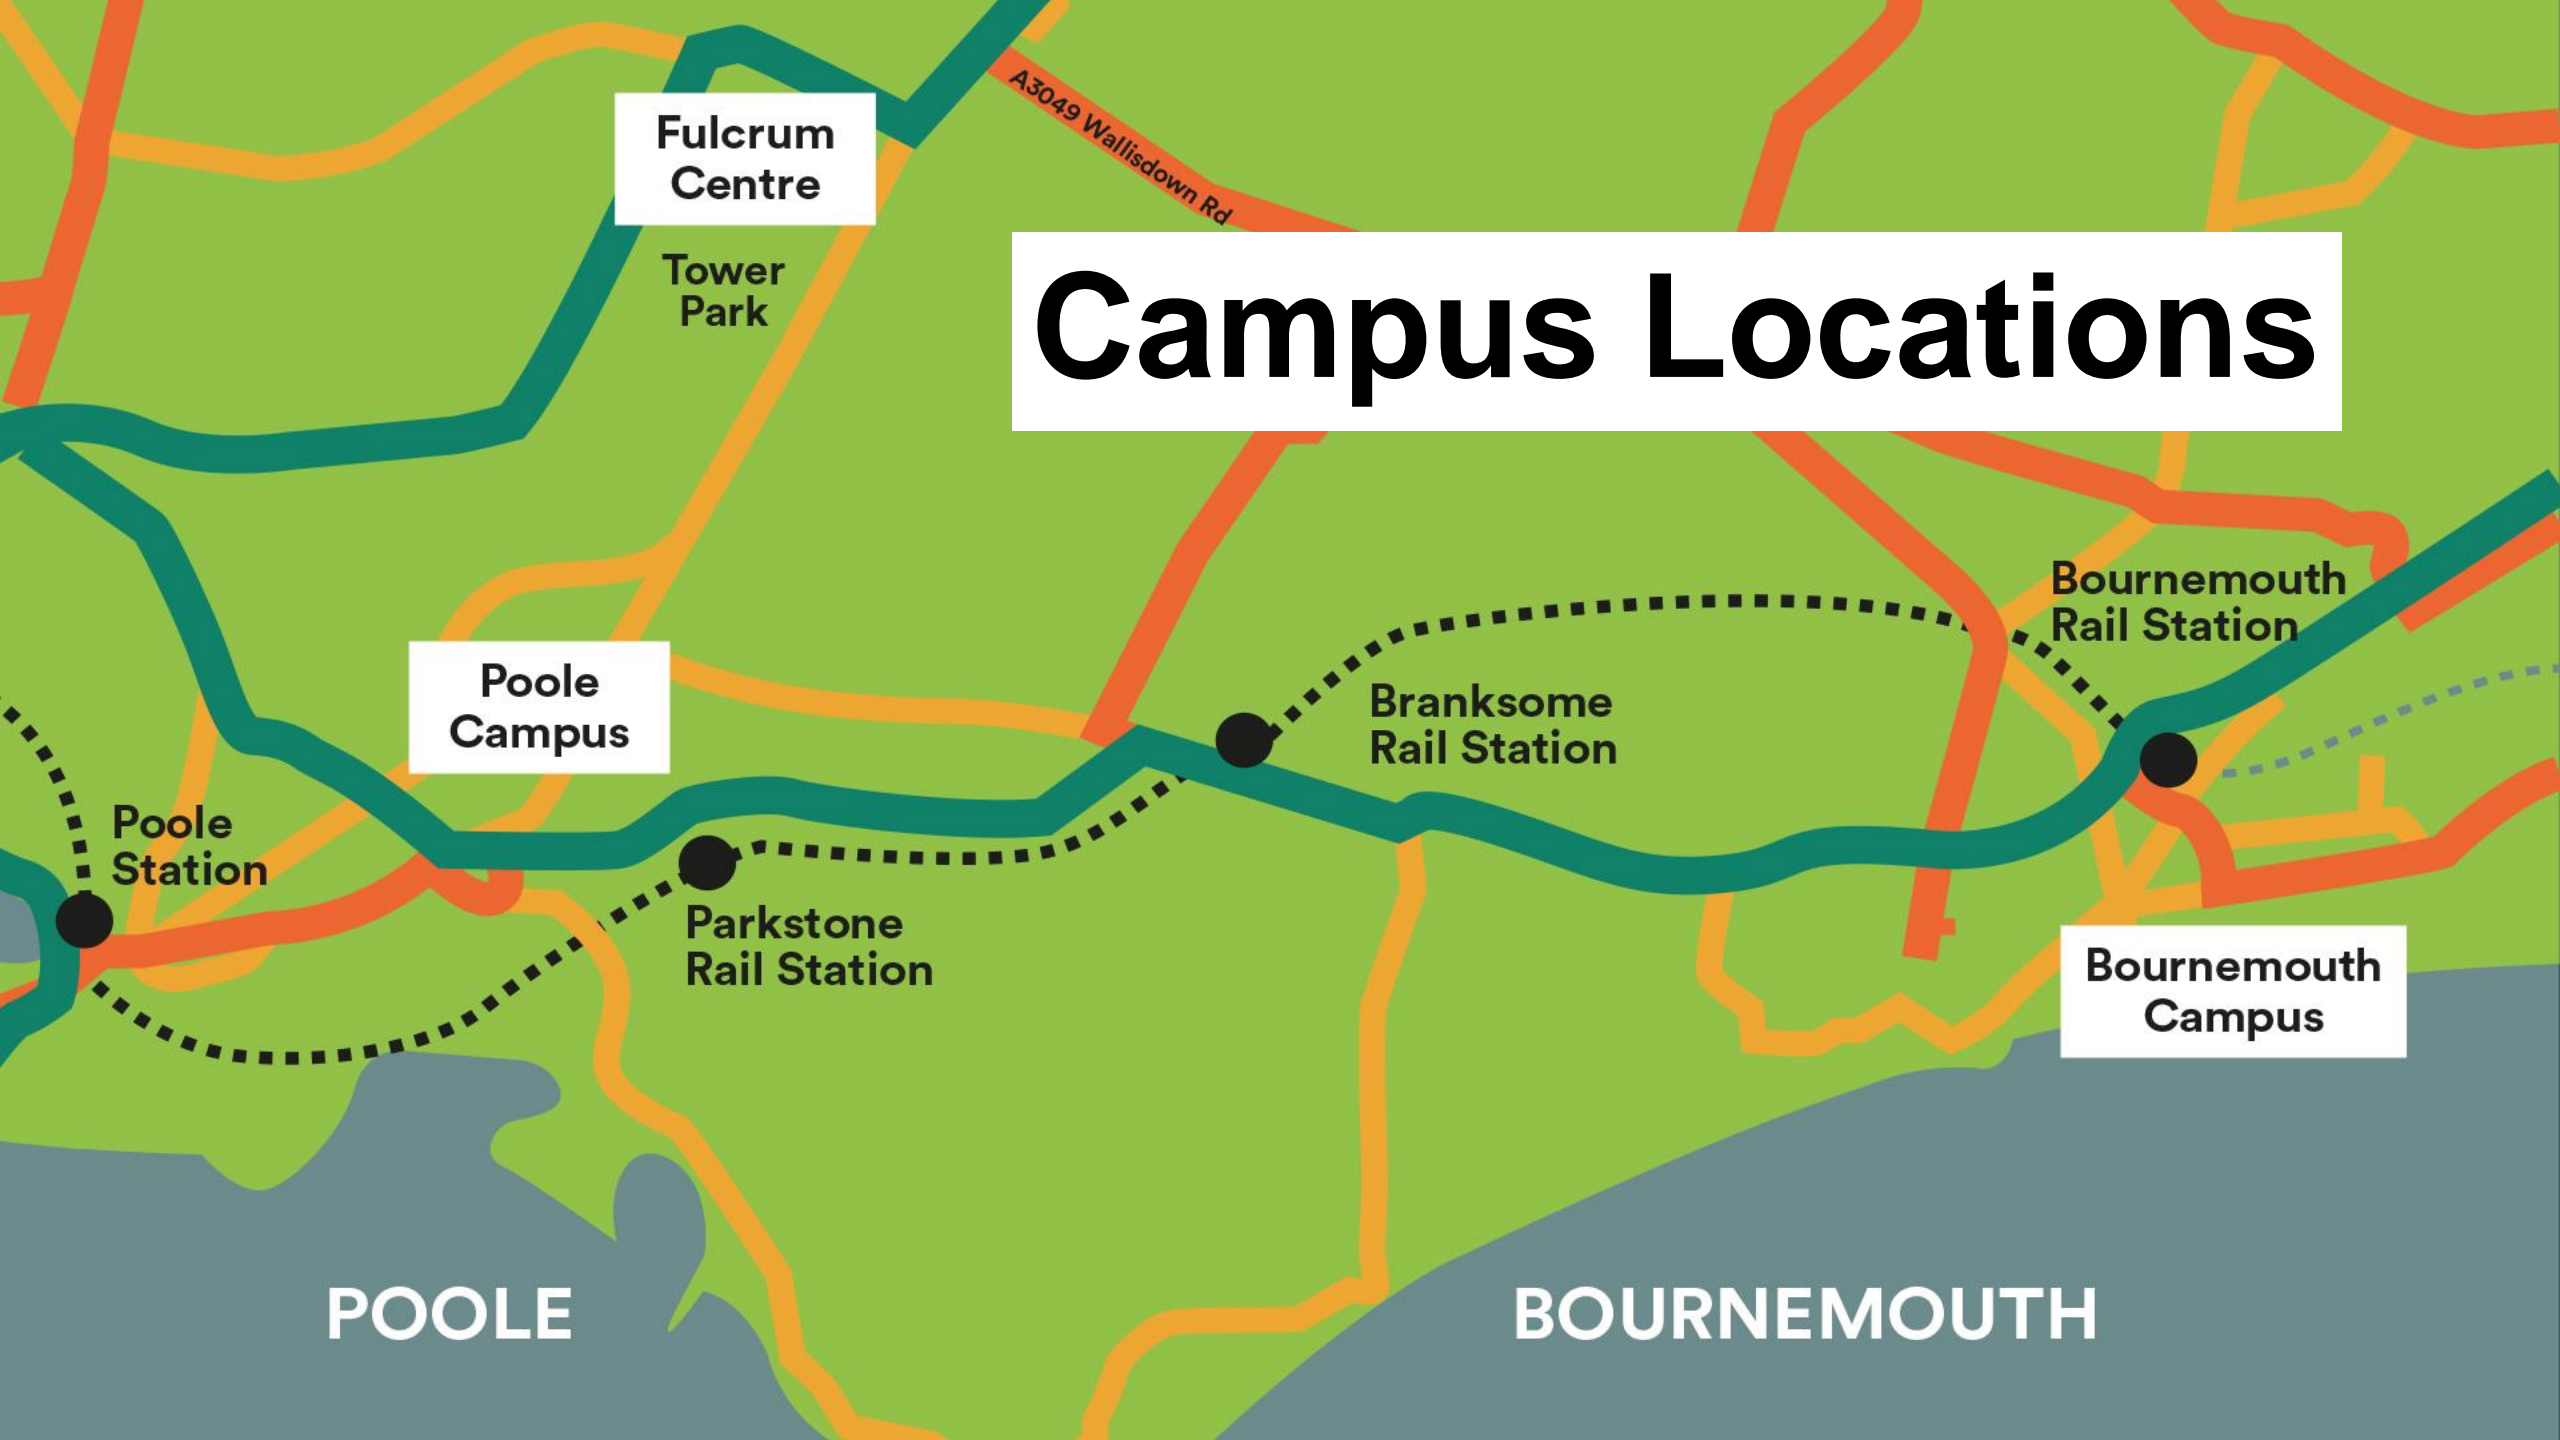 Fulcrum
Centre
A3049 Wallisdown Rd
Tower
Park
Campus Locations
Bournemouth
Rail Station
Poole
Campus
Branksome
Rail Station
Poole
Station
Parkstone
Rail Station
Bournemouth
Campus
POOLE
BOURNEMOUTH